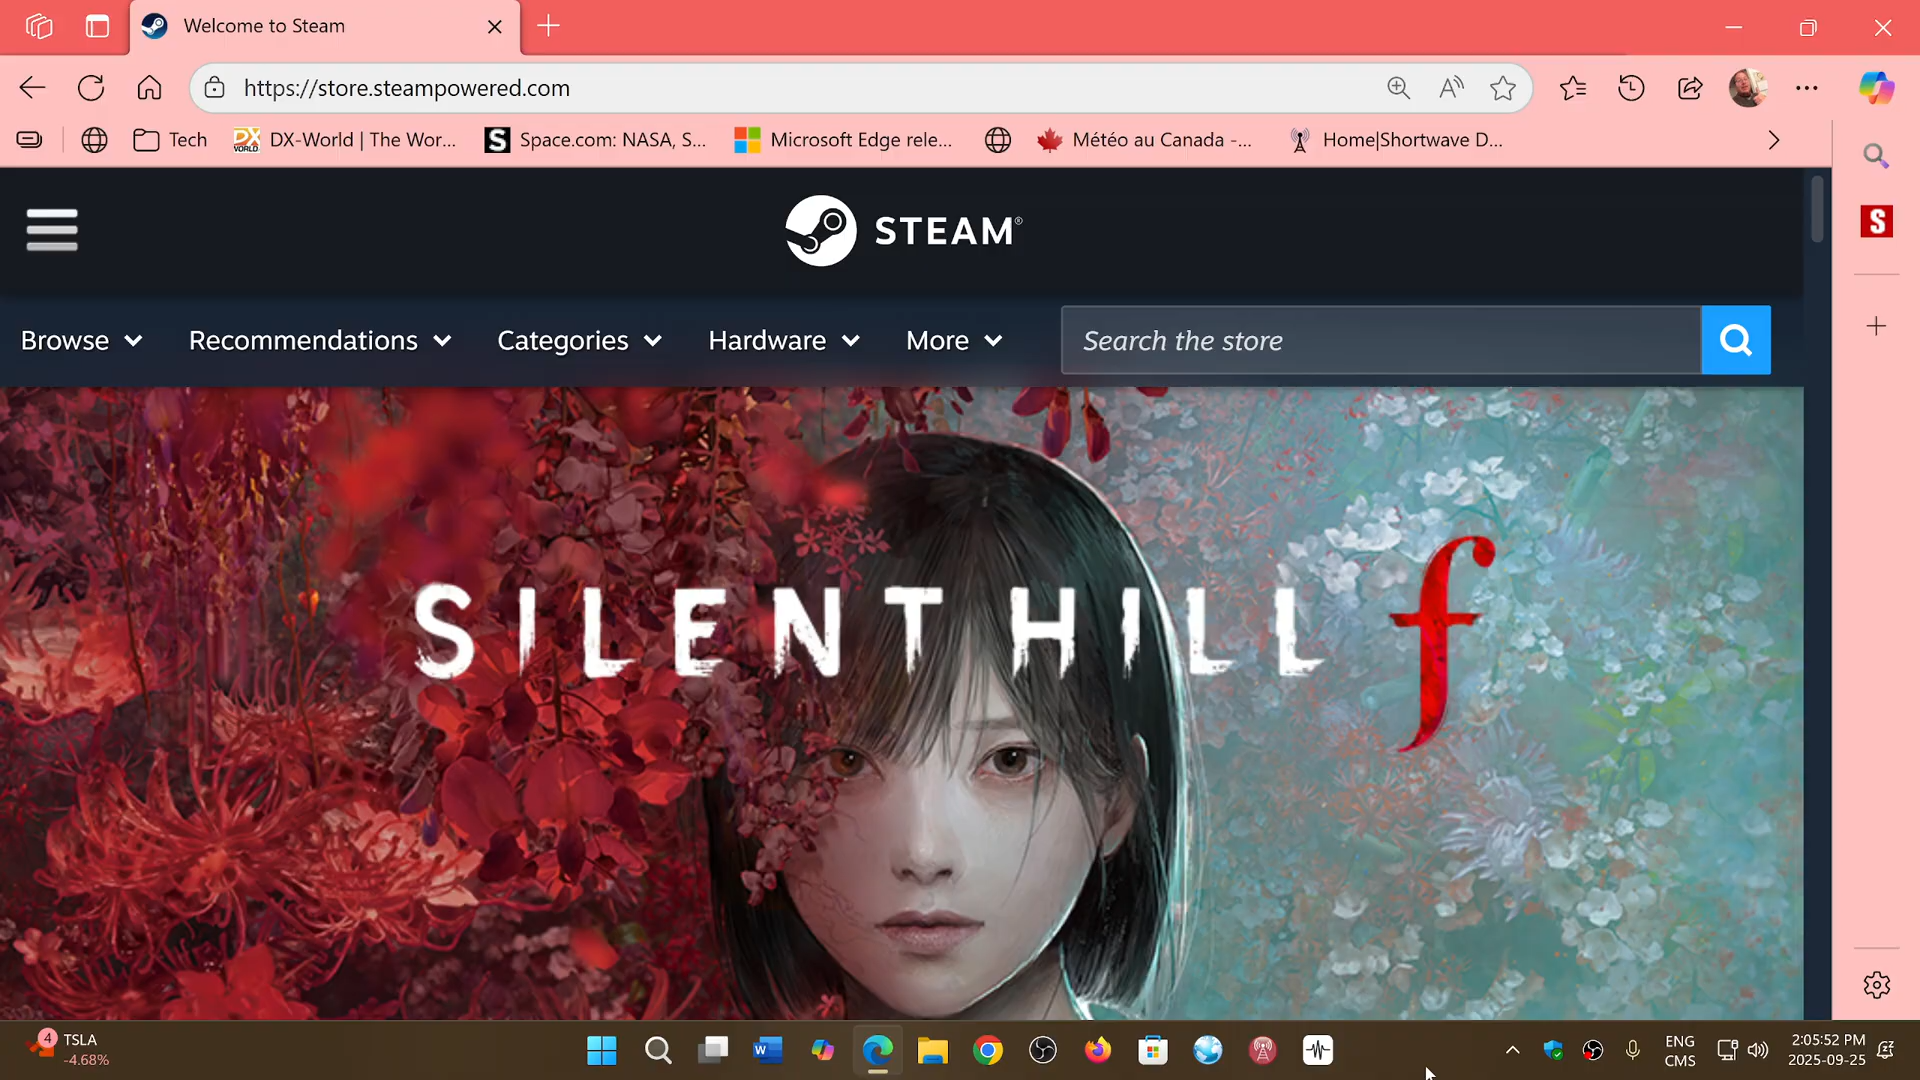 Welcome to Steam
https://store.steampowered.com
Tech
DX-World | The Wor...
Space.com: NASA, S...
Microsoft Edge rele...
Météo au Canada -...
Home|Shortwave D...
STEAM®
Browse
Recommendations
Categories
Hardware
More
Search the store
SILENT HILL f
4
TSLA
-4.68%
ENG
CMS
2:05:52 PM
2025-09-25